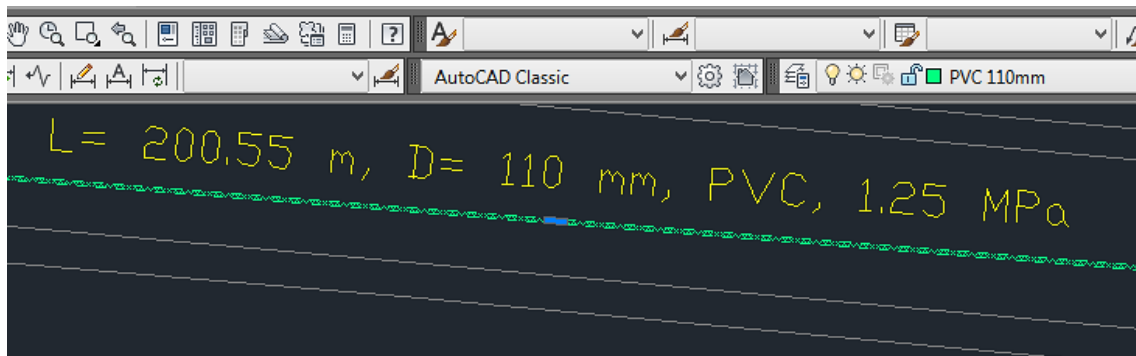 AutoCAD Classic
PVC 110mm
L= 200.55 m, D= 110 mm, PVC, 1.25 MPa